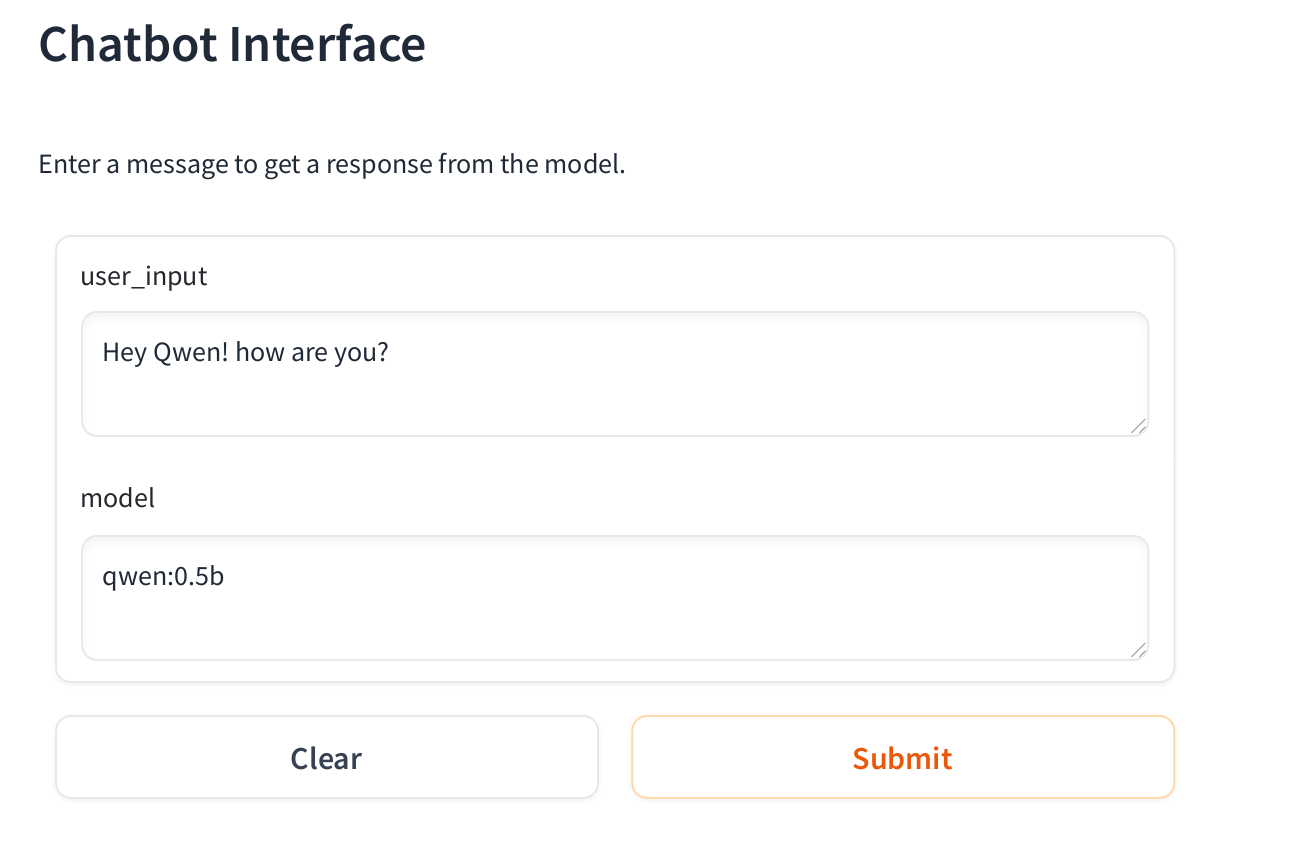 Chatbot Interface
Enter a message to get a response from the model.
user_input
Hey Qwen! how are you?
model
qwen:0.5b
Clear
Submit